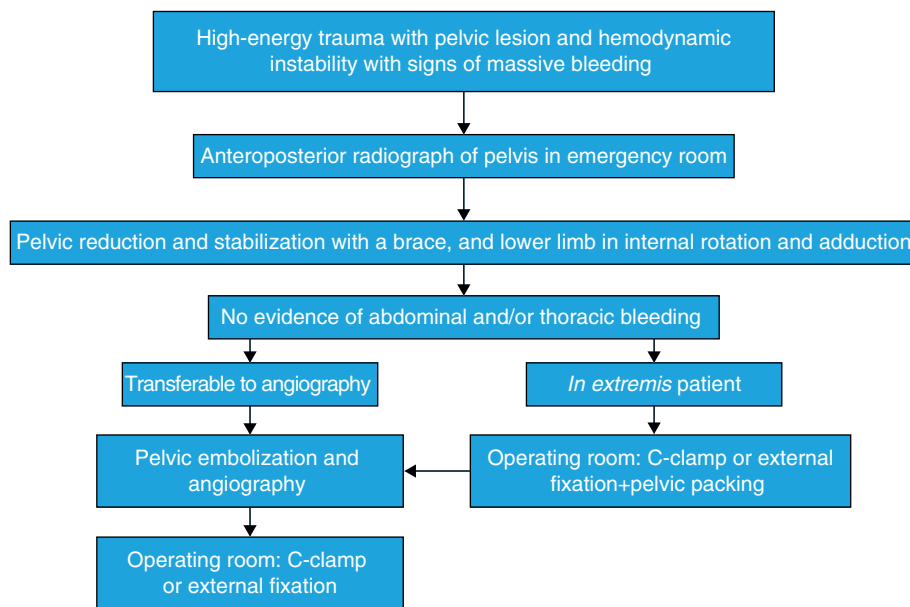 High-energy trauma with pelvic lesion and hemodynamic
instability with signs of massive bleeding
Anteroposterior radiograph of pelvis in emergency room
Pelvic reduction and stabilization with a brace, and lower limb in internal rotation and adduction
No evidence of abdominal and/or thoracic bleeding
Transferable to angiography
In extremis patient
Pelvic embolization and
angiography
Operating room: C-clamp or external
fixation+pelvic packing
Operating room: C-clamp
or external fixation